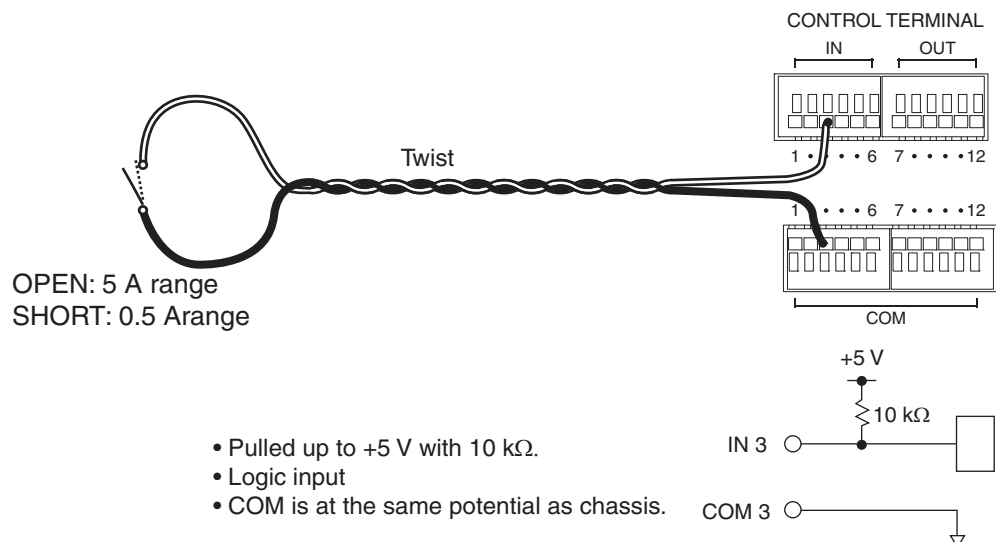 CONTROL TERMINAL
IN OUT
1 • • • • 6 7 • • • • 12
Twist
1 • • • 6 7 • • • • 12
COM
OPEN: 5 A range
SHORT: 0.5 Arange
+5 V
10 kΩ
IN 3
COM 3
• Pulled up to +5 V with 10 kΩ.
• Logic input
• COM is at the same potential as chassis.